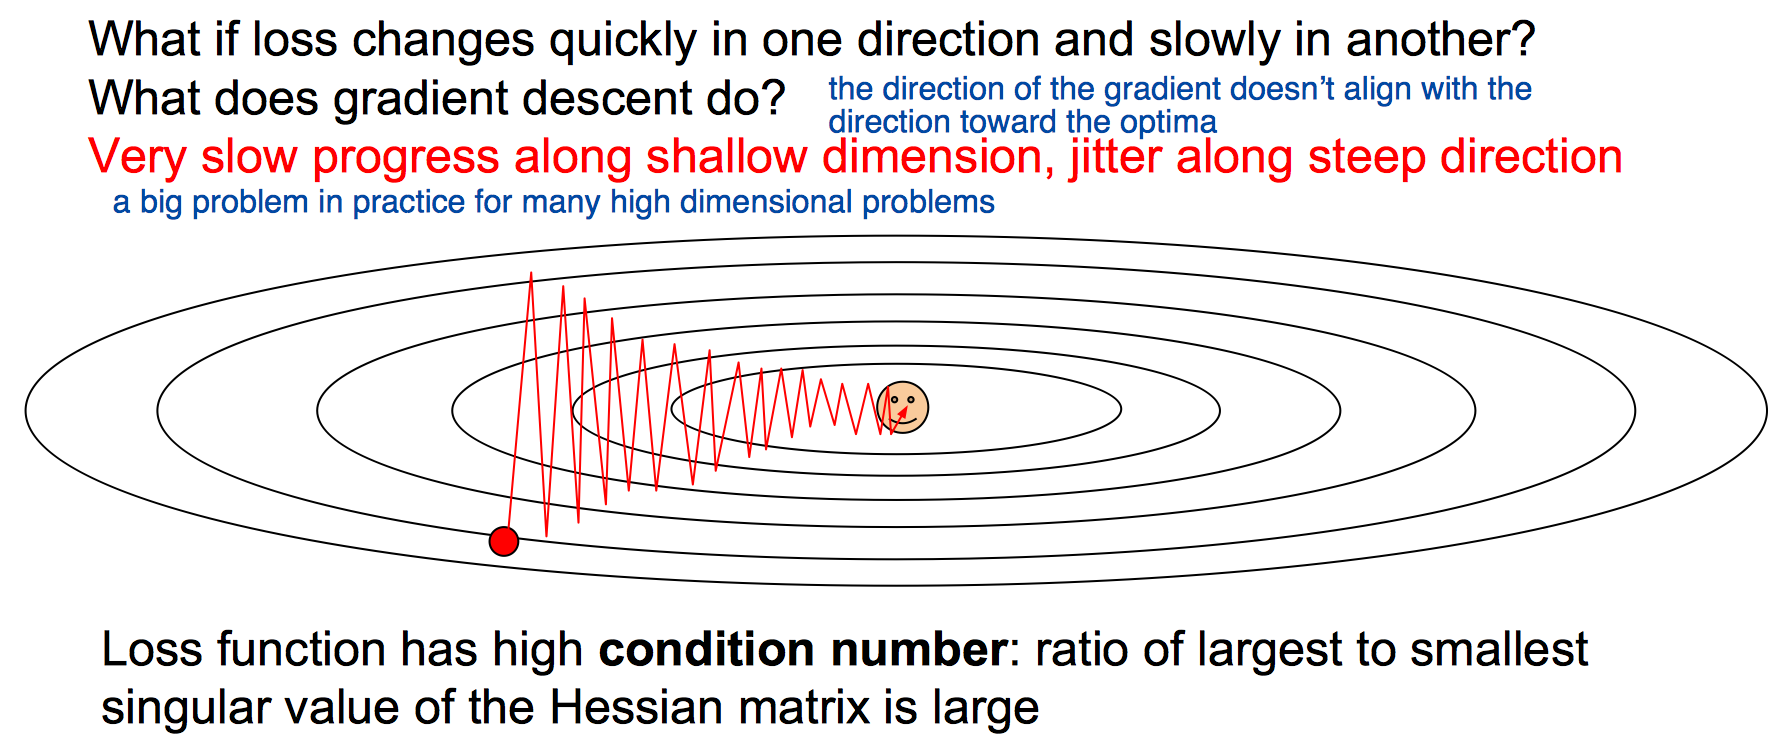 What if loss changes quickly in one direction and slowly in another?
What does gradient descent do?
the direction of the gradient doesn’t align with the
direction toward the optima
Very slow progress along shallow dimension, jitter along steep direction
a big problem in practice for many high dimensional problems
Loss function has high condition number: ratio of largest to smallest
singular value of the Hessian matrix is large